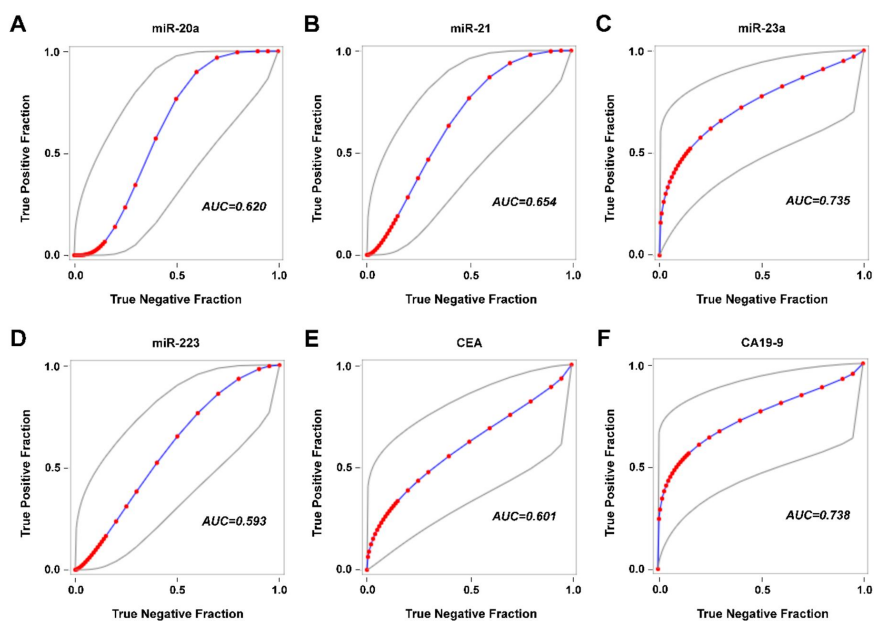 A
miR-20a
True Positive Fraction
1.0
0.5
0.0
AUC=0.620
0.0
0.5
1.0
True Negative Fraction
B
miR-21
True Positive Fraction
1.0
0.5
0.0
AUC=0.654
0.0
0.5
1.0
True Negative Fraction
C
miR-23a
True Positive Fraction
1.0
0.5
0.0
AUC=0.735
0.0
0.5
1.0
True Negative Fraction
D
miR-223
True Positive Fraction
1.0
0.5
0.0
AUC=0.593
0.0
0.5
1.0
True Negative Fraction
E
CEA
True Positive Fraction
1.0
0.5
0.0
AUC=0.601
0.0
0.5
1.0
True Negative Fraction
F
CA19-9
True Positive Fraction
1.0
0.5
0.0
AUC=0.738
0.0
0.5
1.0
True Negative Fraction